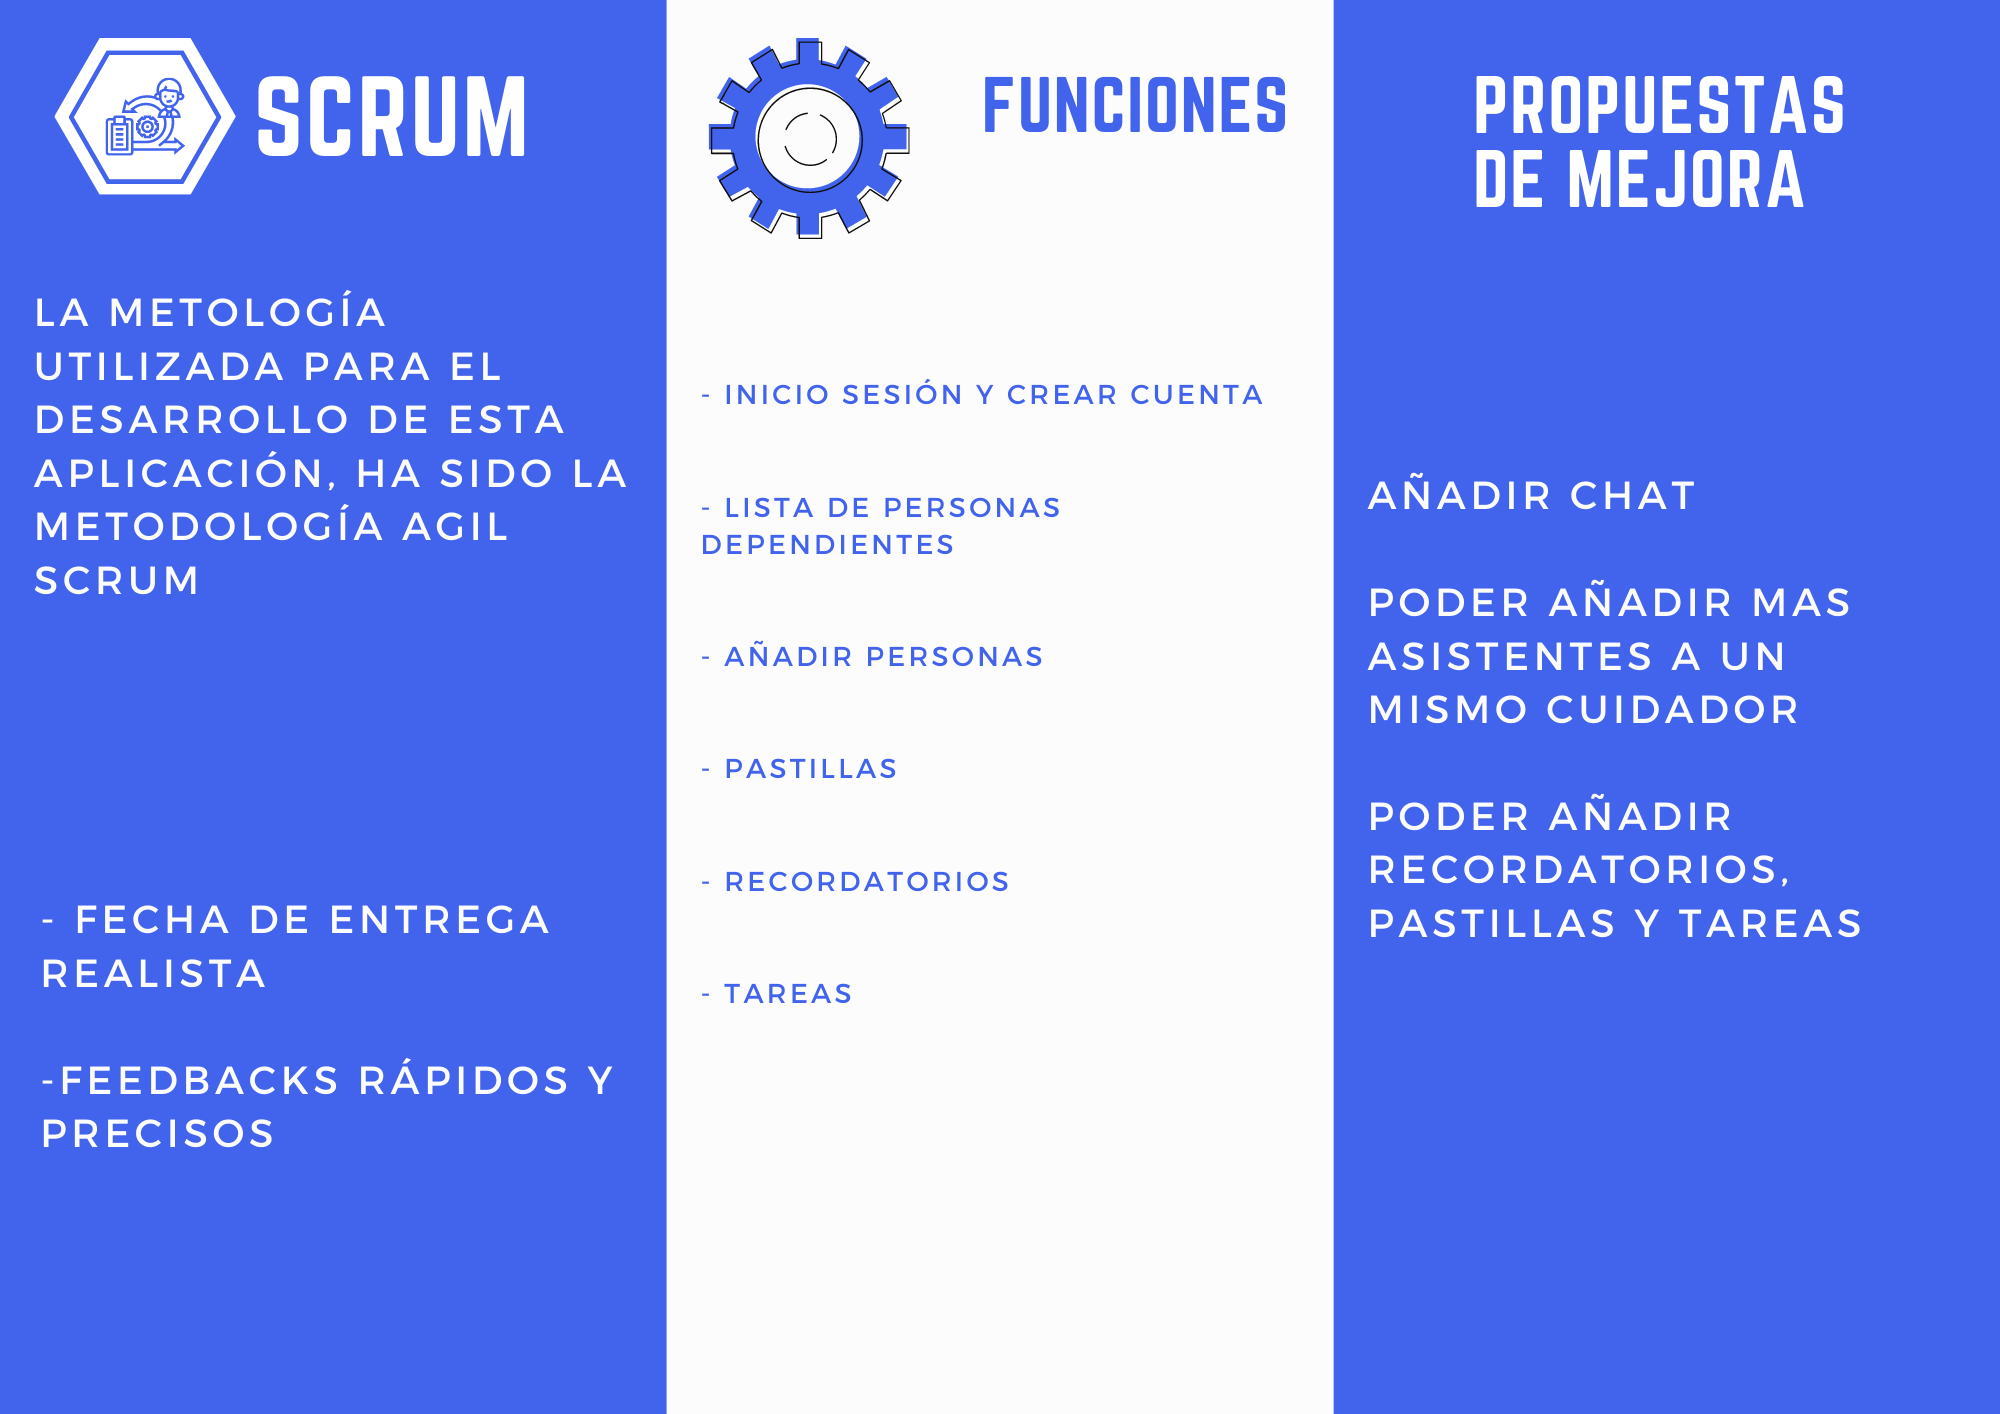 SCRUM
LA METOLOGÍA
UTILIZADA PARA EL
DESARROLLO DE ESTA
APLICACIÓN, HA SIDO LA
METODOLOGÍA AGIL
SCRUM
- FECHA DE ENTREGA
REALISTA
-FEEDBACKS RÁPIDOS Y
PRECISOS
FUNCIONES
- INICIO SESIÓN Y CREAR CUENTA
- LISTA DE PERSONAS
DEPENDIENTES
- AÑADIR PERSONAS
- PASTILLAS
- RECORDATORIOS
- TAREAS
PROPUESTAS
DE MEJORA
AÑADIR CHAT
PODER AÑADIR MAS
ASISTENTES A UN
MISMO CUIDADOR
PODER AÑADIR
RECORDATORIOS,
PASTILLAS Y TAREAS